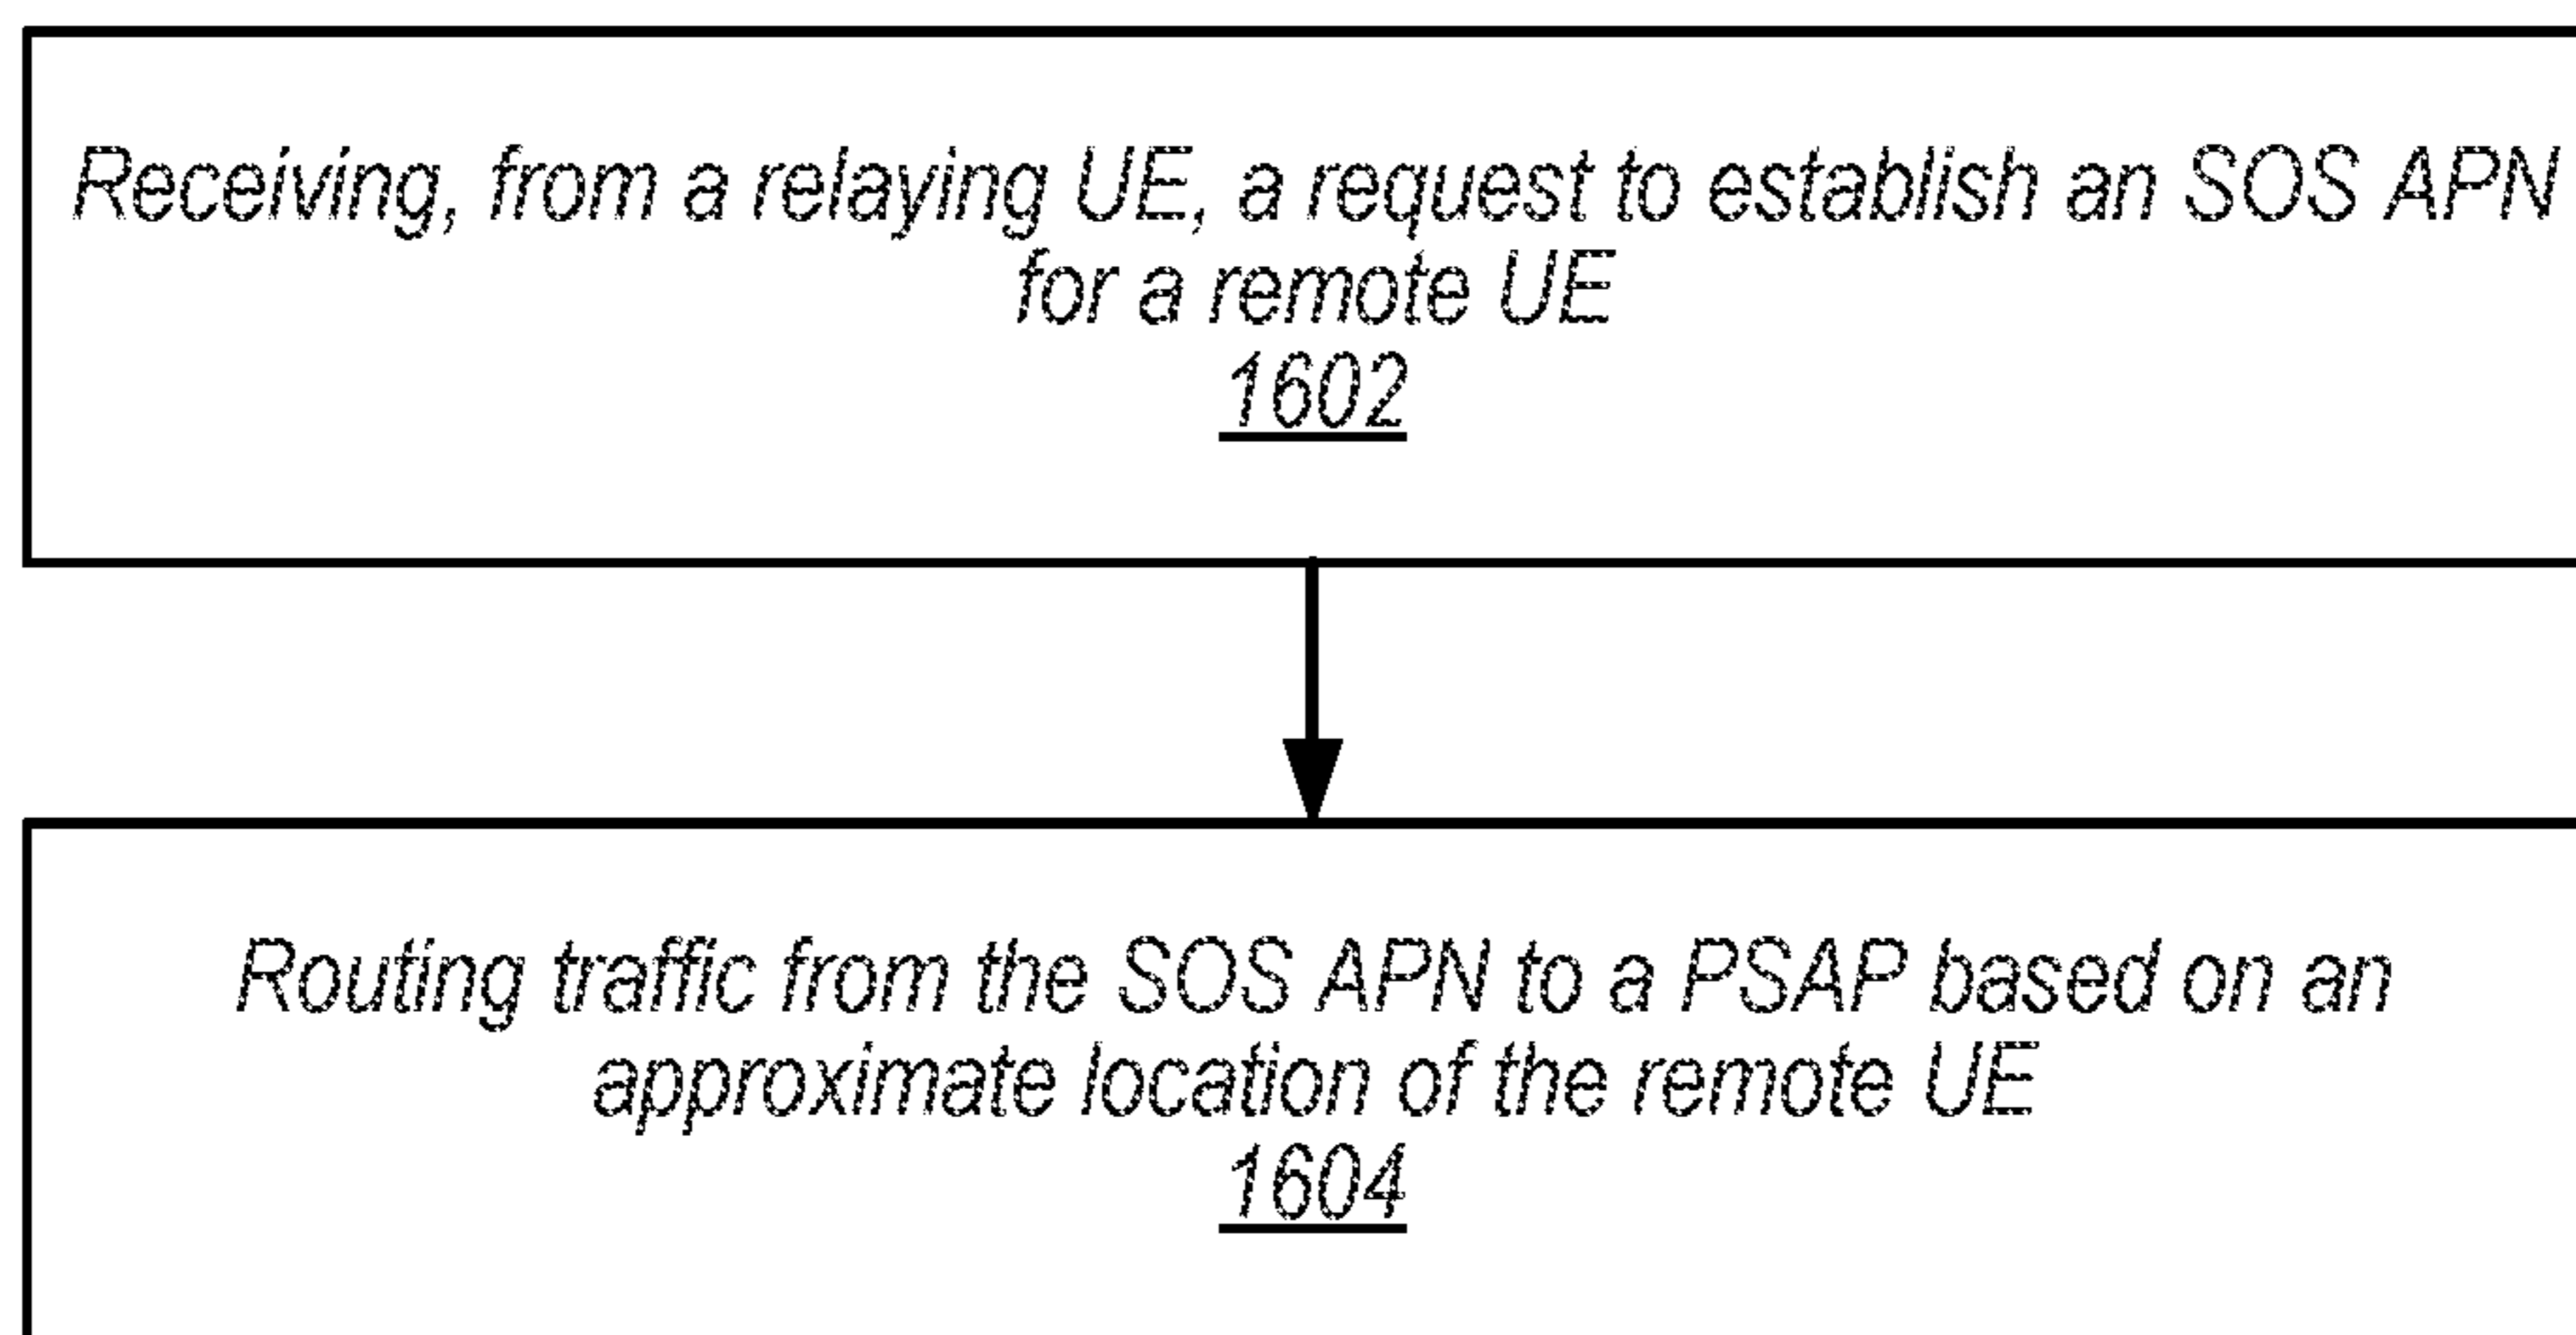 Receiving, from a relaying UE, a request to establish an SOS APN
for a remote UE
1602
Routing traffic from the SOS APN to a PSAP based on an
approximate location of the remote UE
1604